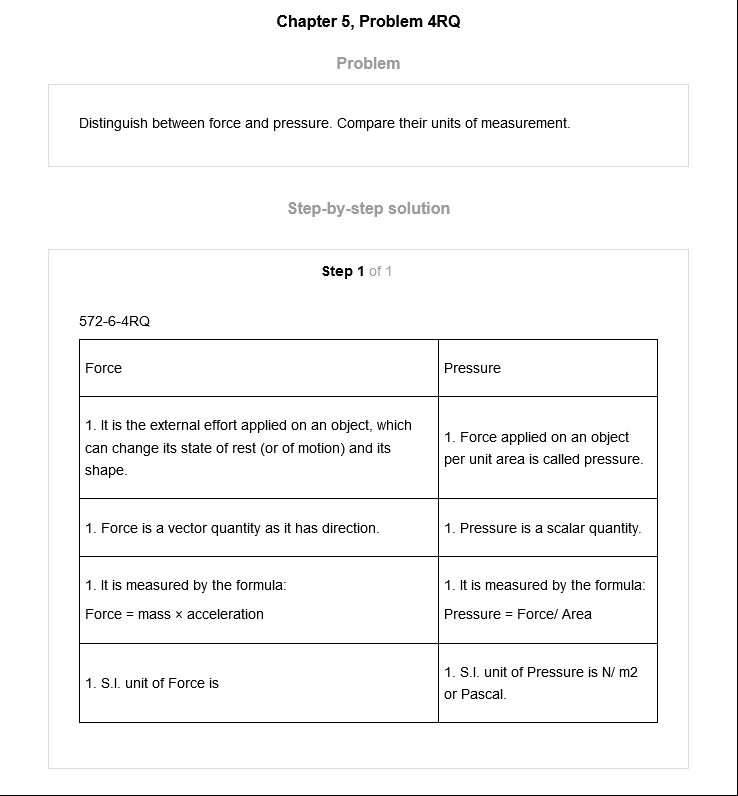 Chapter 5, Problem 4RQ
Problem
Distinguish between force and pressure. Compare their units of measurement.
Step-by-step solution
Step 1 of 1
572-6-4RQ
Force
Pressure
1. It is the external effort applied on an object, which
can change its state of rest (or of motion) and its
shape.
1. Force applied on an object
per unit area is called pressure.
1. Force is a vector quantity as it has direction.
1. Pressure is a scalar quantity.
1. It is measured by the formula:
Force = mass × acceleration
1. It is measured by the formula:
Pressure = Force/ Area
1. S.I. unit of Force is
1. S.I. unit of Pressure is N/ m2
or Pascal.